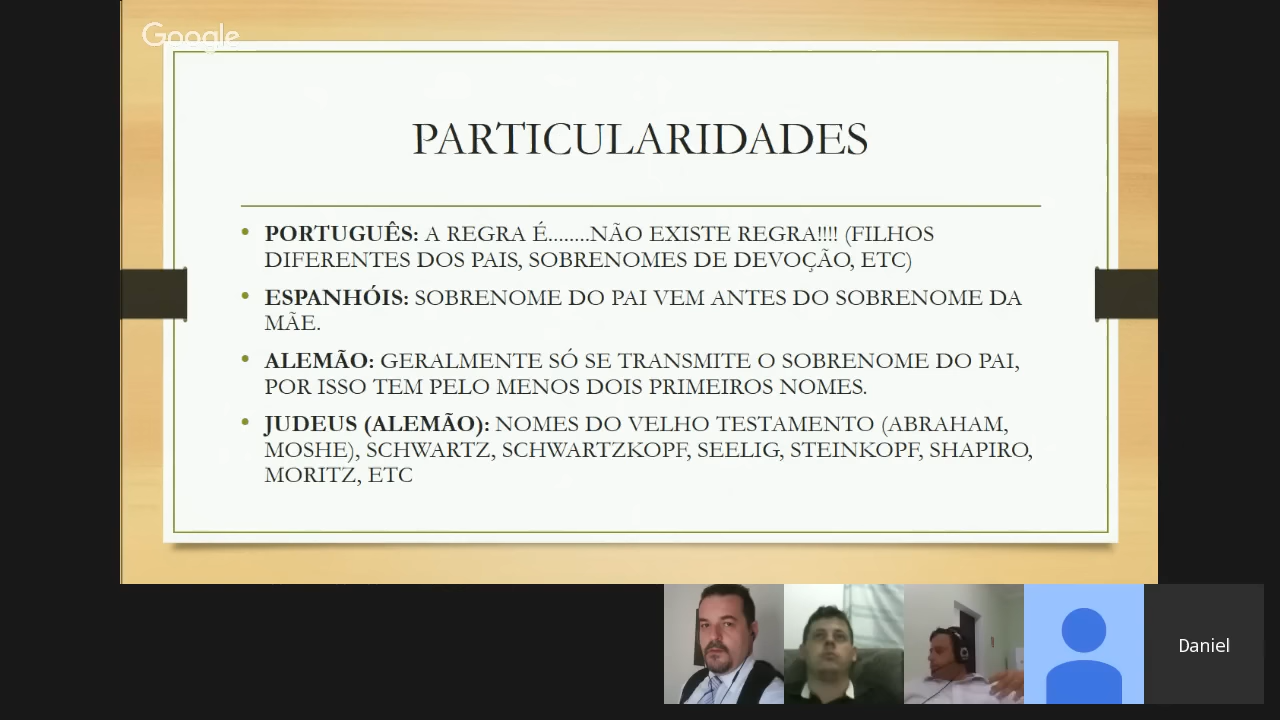 Google
PARTICULARIDADES
• PORTUGUÊS: A REGRA É........NÃO EXISTE REGRA!!!! (FILHOS
DIFERENTES DOS PAIS, SOBRENOMES DE DEVOÇÃO, ETC)
• ESPANHÓIS: SOBRENOME DO PAI VEM ANTES DO SOBRENOME DA
MÃE.
• ALEMÃO: GERALMENTE SÓ SE TRANSMITE O SOBRENOME DO PAI,
POR ISSO TEM PELO MENOS DOIS PRIMEIROS NOMES.
• JUDEUS (ALEMÃO): NOMES DO VELHO TESTAMENTO (ABRAHAM,
MOSHE), SCHWARTZ, SCHWARTZKOPF, SEELIG, STEINKOPF, SHAPIRO,
MORITZ, ETC
Daniel